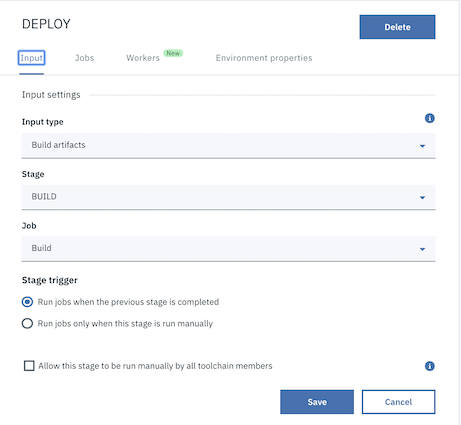 DEPLOY
Delete
Input
Jobs
Workers New
Environment properties
Input settings
Input type
Build artifacts
Stage
BUILD
Job
Build
Stage trigger
Run jobs when the previous stage is completed
Run jobs only when this stage is run manually
Allow this stage to be run manually by all toolchain members
Save
Cancel